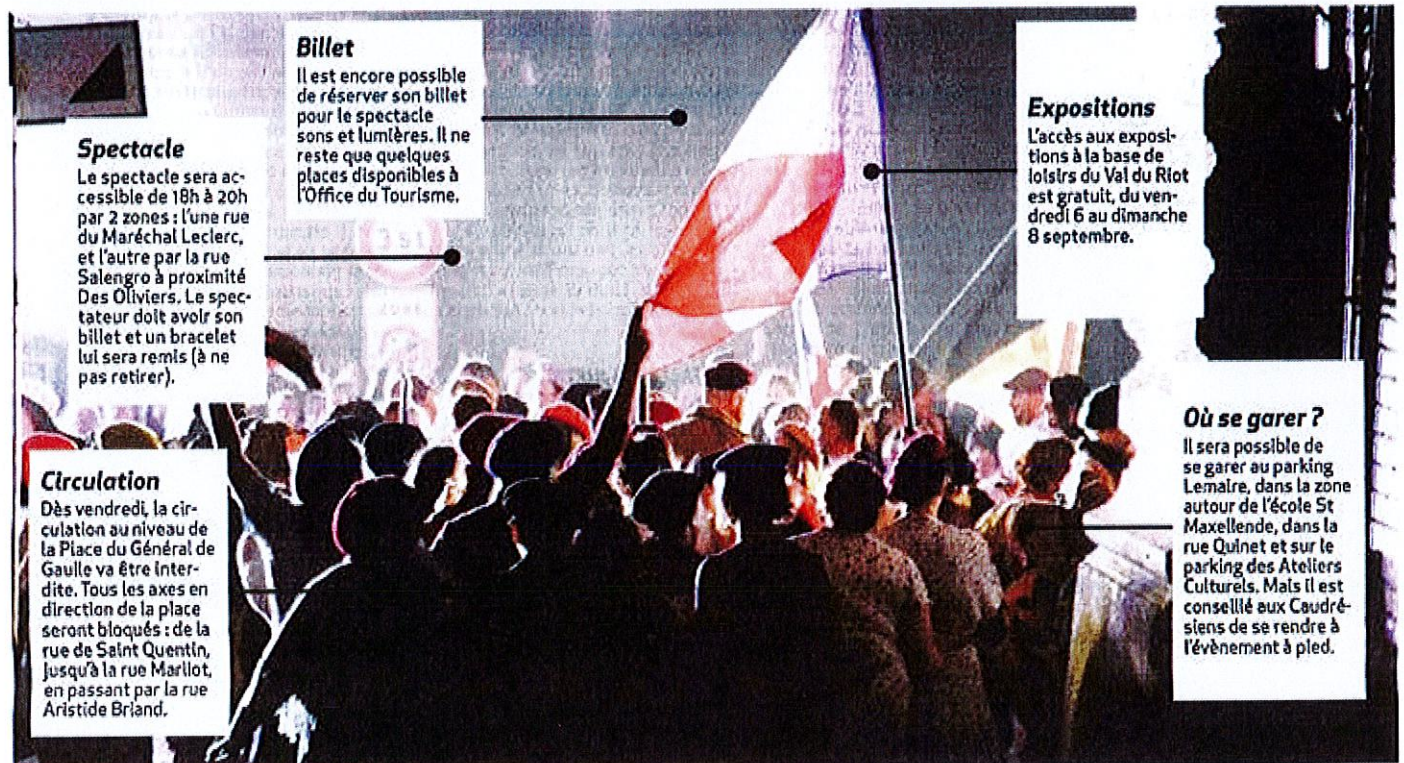 Billet
Il est encore possible
de réserver son billet
pour le spectacle
sons et lumières. Il ne
reste que quelques
places disponibles à
l'Office du Tourisme.
Spectacle
Le spectacle sera ac-
cessible de 18h à 20h
par 2 zones : l'une rue
du Maréchal Leclerc,
et l'autre par la rue
Salengro à proximité
Des Oliviers. Le spec-
tateur doit avoir son
billet et un bracelet
lui sera remis (à ne
pas retirer).
Expositions
L'accès aux exposi-
tions à la base de
loisirs du Val du Riot
est gratuit, du ven-
dredi 6 au dimanche
8 septembre.
Circulation
Dès vendredi, la cir-
culation au niveau de
la Place du Général de
Gaulle va être inter-
dite. Tous les axes en
direction de la place
seront bloqués : de la
rue de Saint Quentin,
jusqu'à la rue Marliot,
en passant par la rue
Aristide Briand.
Où se garer ?
Il sera possible de
se garer au parking
Lemaire, dans la zone
autour de l'école St
Maxellende, dans la
rue Quinet et sur le
parking des Ateliers
Culturels. Mais il est
conseillé aux Caudré-
siens de se rendre à
l'évènement à pied.